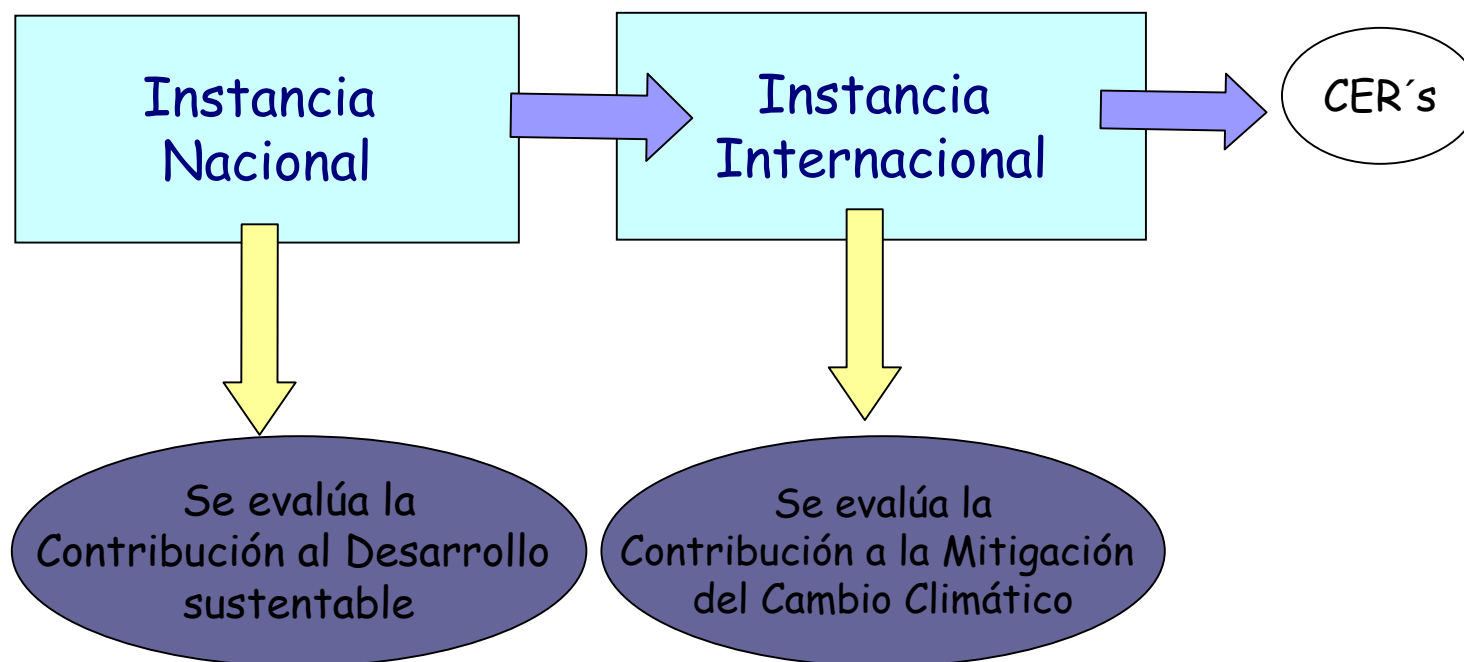 Instancia
Nacional
Instancia
Internacional
CER´s
Se evalúa la
Contribución al Desarrollo
sustentable
Se evalúa la
Contribución a la Mitigación
del Cambio Climático